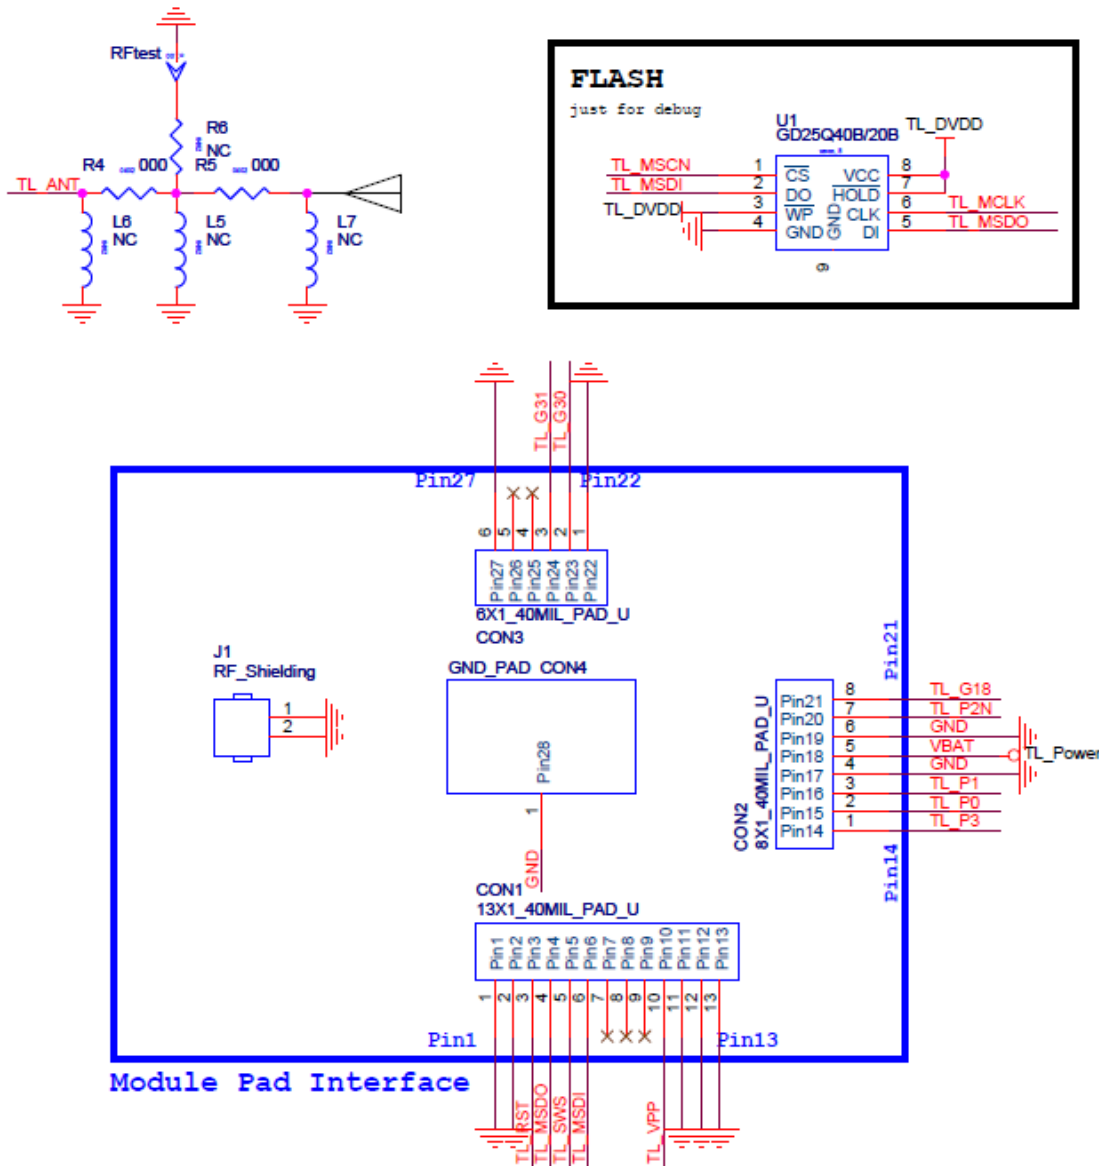 RFtest
R6
NC
R4 000 R5 000
TL_ANT
L6
NC
L5
NC
L7
NC
FLASH
just for debug
U1
GD25Q40B/20B
TL_DVDD
TL_MSCN 1 CS VCC 8
TL_MSDI 2 DO HOLD 7
TL_DVDD 3 WP CLK 6 TL_MCLK
4 GND DI 5 TL_MSDO
GND
9
TL_G31
TL_G30
Pin27 Pin22
6 5 4 3 2 1
Pin27 Pin26 Pin25 Pin24 Pin23 Pin22
6X1_40MIL_PAD_U
CON3
J1
RF_Shielding
1
2
GND_PAD CON4
Pin28
1
GND
Pin21
Pin21 8 TL_G18
Pin20 7 TL_P2N
Pin19 6 GND
Pin18 5 VBAT TL_Power
Pin17 4 GND
Pin16 3 TL_P1
Pin15 2 TL_P0
Pin14 1 TL_P3
CON2
8X1_40MIL_PAD_U
Pin14
CON1
13X1_40MIL_PAD_U
Pin1 Pin2 Pin3 Pin4 Pin5 Pin6 Pin7 Pin8 Pin9 Pin10 Pin11 Pin12 Pin13
1 2 3 4 5 6 7 8 9 10 11 12 13
Pin1 Pin13
Module Pad Interface
TL_RST
TL_MSDO
TL_SWS
TL_MSDI
TL_VPP